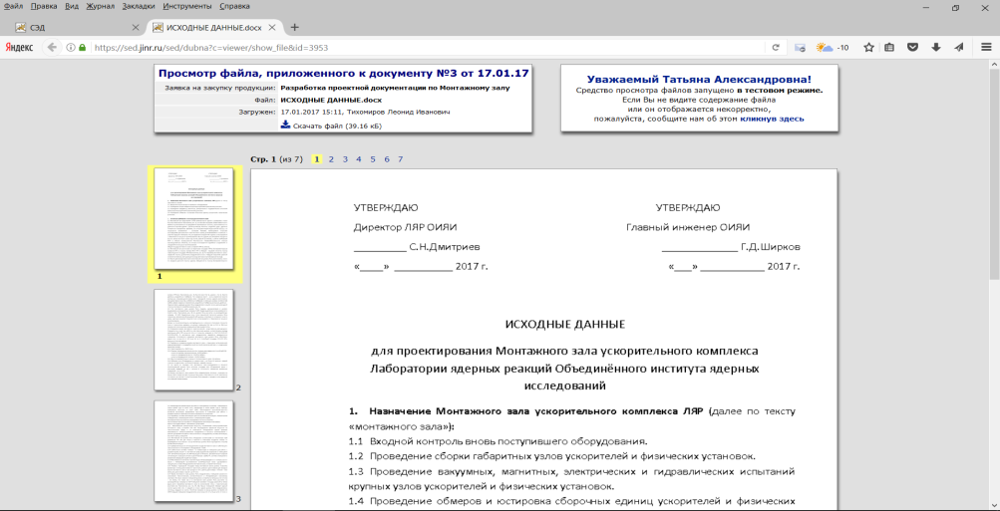 Файл Правка Вид Журнал Закладки Инструменты Справка
СЭД
ИСХОДНЫЕ ДАННЫЕ.docx
Яндекс
https://sed.jinr.ru/sed/dubna?c=viewer/show_file&id=3953
-10
Просмотр файла, приложенного к документу №3 от 17.01.17
Заявка на закупку продукции: Разработка проектной документации по Монтажному залу
Файл: ИСХОДНЫЕ ДАННЫЕ.docx
Загружен: 17.01.2017 15:11, Тихомиров Леонид Иванович
Скачать файл (39.16 кБ)
Уважаемый Татьяна Александровна!
Средство просмотра файлов запущено в тестовом режиме.
Если Вы не видите содержание файла
или он отображается некорректно,
пожалуйста, сообщите нам об этом кликнув здесь
Стр. 1 (из 7) 1 2 3 4 5 6 7
1
2
3
УТВЕРЖДАЮ УТВЕРЖДАЮ
Директор ЛЯР ОИЯИ Главный инженер ОИЯИ
__________ С.Н.Дмитриев ______________ Г.Д.Ширков
«____» ___________ 2017 г. «___» ____________ 2017 г.
ИСХОДНЫЕ ДАННЫЕ
для проектирования Монтажного зала ускорительного комплекса
Лаборатории ядерных реакций Объединённого института ядерных
исследований
1. Назначение Монтажного зала ускорительного комплекса ЛЯР (далее по тексту
«монтажного зала»):
1.1 Входной контроль вновь поступившего оборудования.
1.2 Проведение сборки габаритных узлов ускорителей и физических установок.
1.3 Проведение вакуумных, магнитных, электрических и гидравлических испытаний
крупных узлов ускорителей и физических установок.
1.4 Проведение обмеров и юстировка сборочных единиц ускорителей и физических